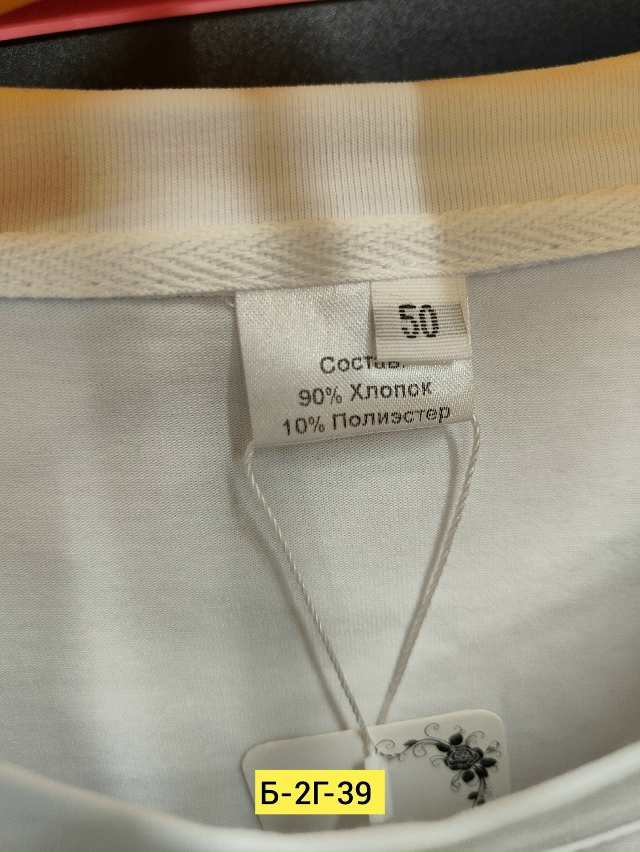 50
Состав:
90% Хлопок
10% Полиэстер
Б-2Г-39